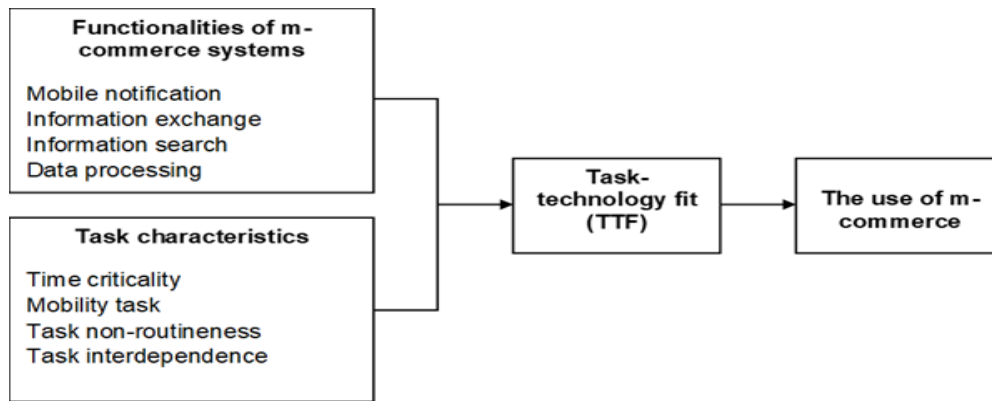 Functionalities of m-
commerce systems
Mobile notification
Information exchange
Information search
Data processing
Task characteristics
Time criticality
Mobility task
Task non-routineness
Task interdependence
Task-
technology fit
(TTF)
The use of m-
commerce